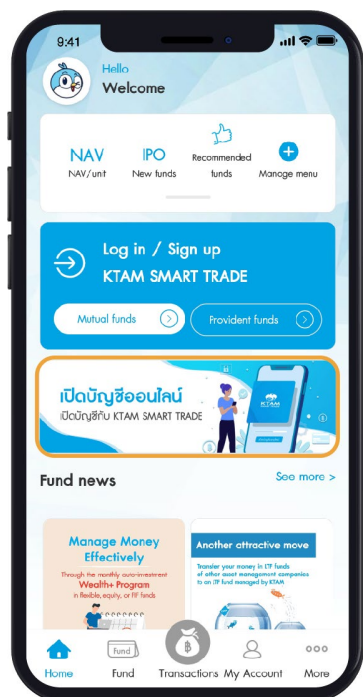 9:41
Hello
Welcome
NAV
NAV/unit
IPO
New funds
Recommended
funds
Manage menu
Log in / Sign up
KTAM SMART TRADE
Mutual funds
Provident funds
เปิดบัญชีออนไลน์
เปิดบัญชีกับ KTAM SMART TRADE
KTAM
Fund news
See more >
Manage Money
Effectively
Through the monthly auto-investment
Wealth+ Program
in flexible, equity, or FIF funds
Another attractive move
Transfer your money in LTF funds
of other asset management companies
to an LTF fund managed by KTAM
Home
Fund
Fund
Transactions
My Account
More